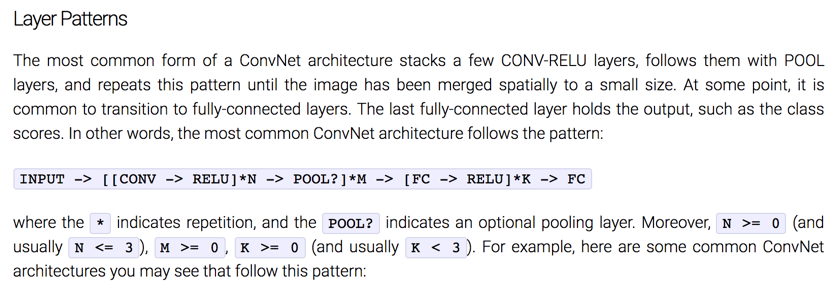 Layer Patterns
The most common form of a ConvNet architecture stacks a few CONV-RELU layers, follows them with POOL
layers, and repeats this pattern until the image has been merged spatially to a small size. At some point, it is
common to transition to fully-connected layers. The last fully-connected layer holds the output, such as the class
scores. In other words, the most common ConvNet architecture follows the pattern:
INPUT -> [[CONV -> RELU]*N -> POOL?]*M -> [FC -> RELU]*K -> FC
where the * indicates repetition, and the POOL? indicates an optional pooling layer. Moreover, N >= 0 (and
usually N <= 3 ), M >= 0 , K >= 0 (and usually K < 3 ). For example, here are some common ConvNet
architectures you may see that follow this pattern: